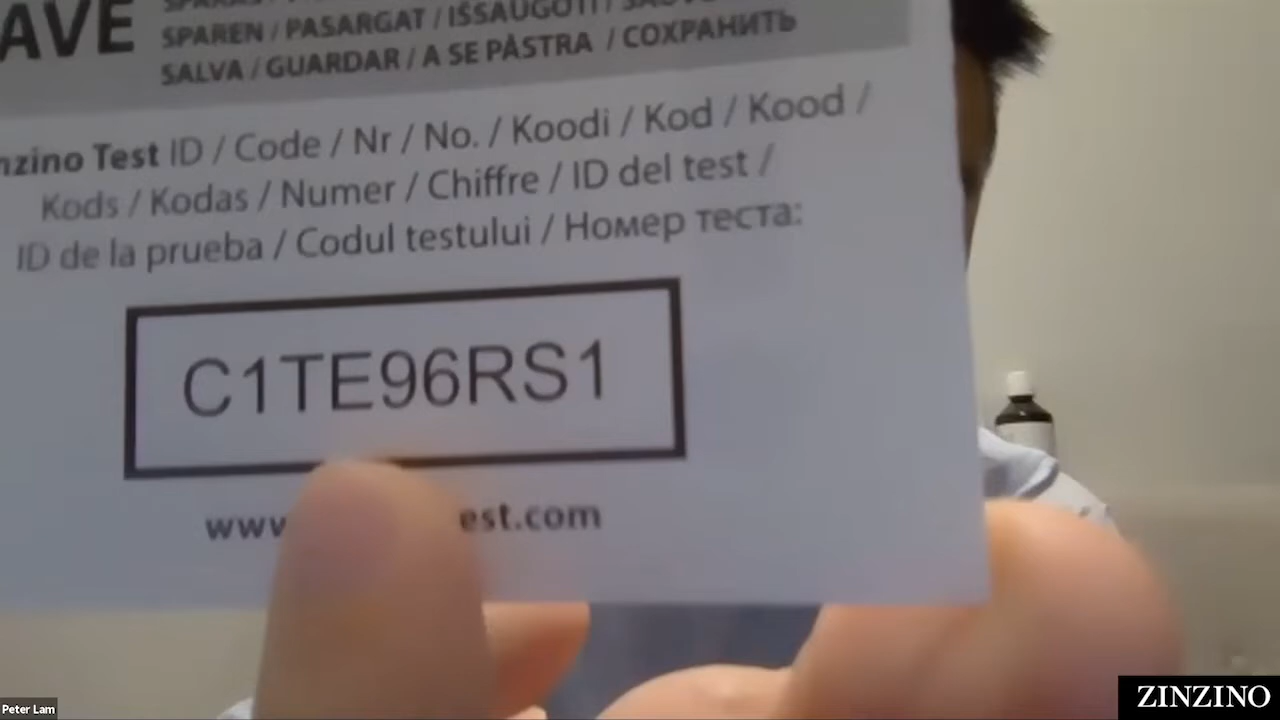 AVE
SPAREN / PASARGAT / IŠSAUGOTI /
SALVA / GUARDAR / A SE PĂSTRA / СОХРАНИТЬ
nzino Test ID / Code / Nr / No. / Koodi / Kod / Kood /
Kods / Kodas / Numer / Chiffre / ID del test /
ID de la prueba / Codul testului / Номер теста:
C1TE96RS1
www est.com
Peter Lam
ZINZINO